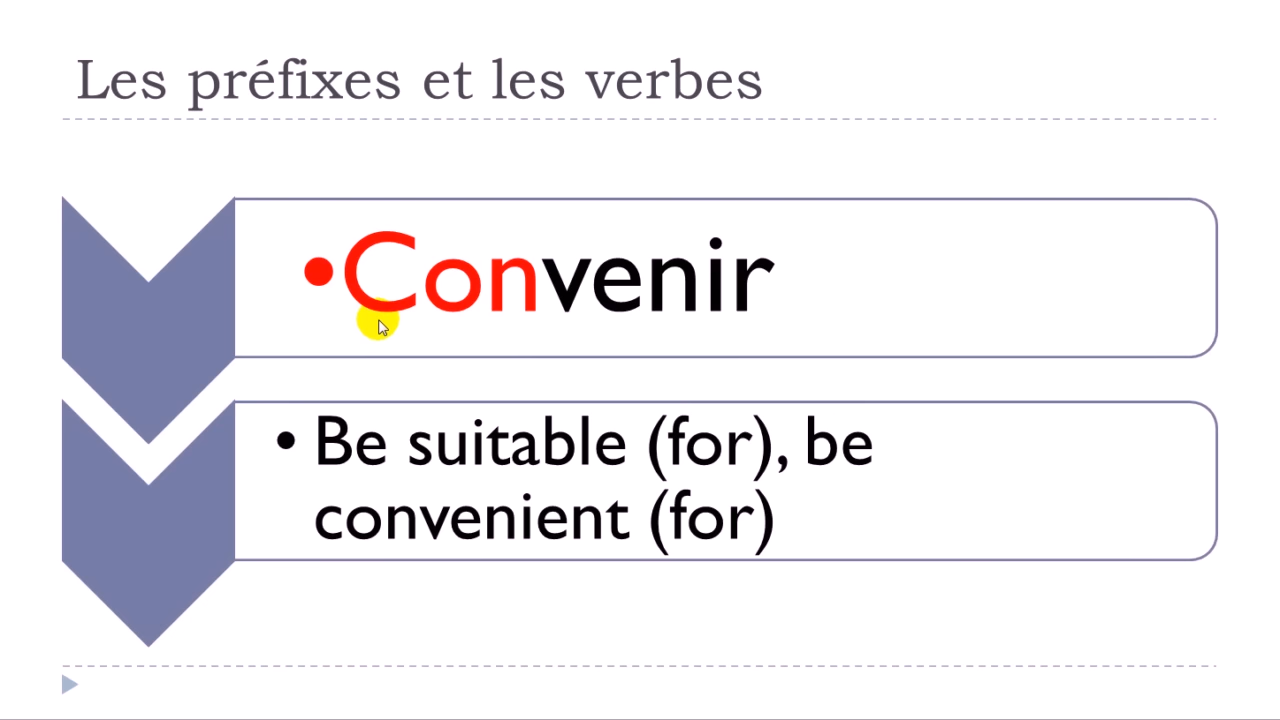 Les préfixes et les verbes
•Convenir
• Be suitable (for), be
convenient (for)